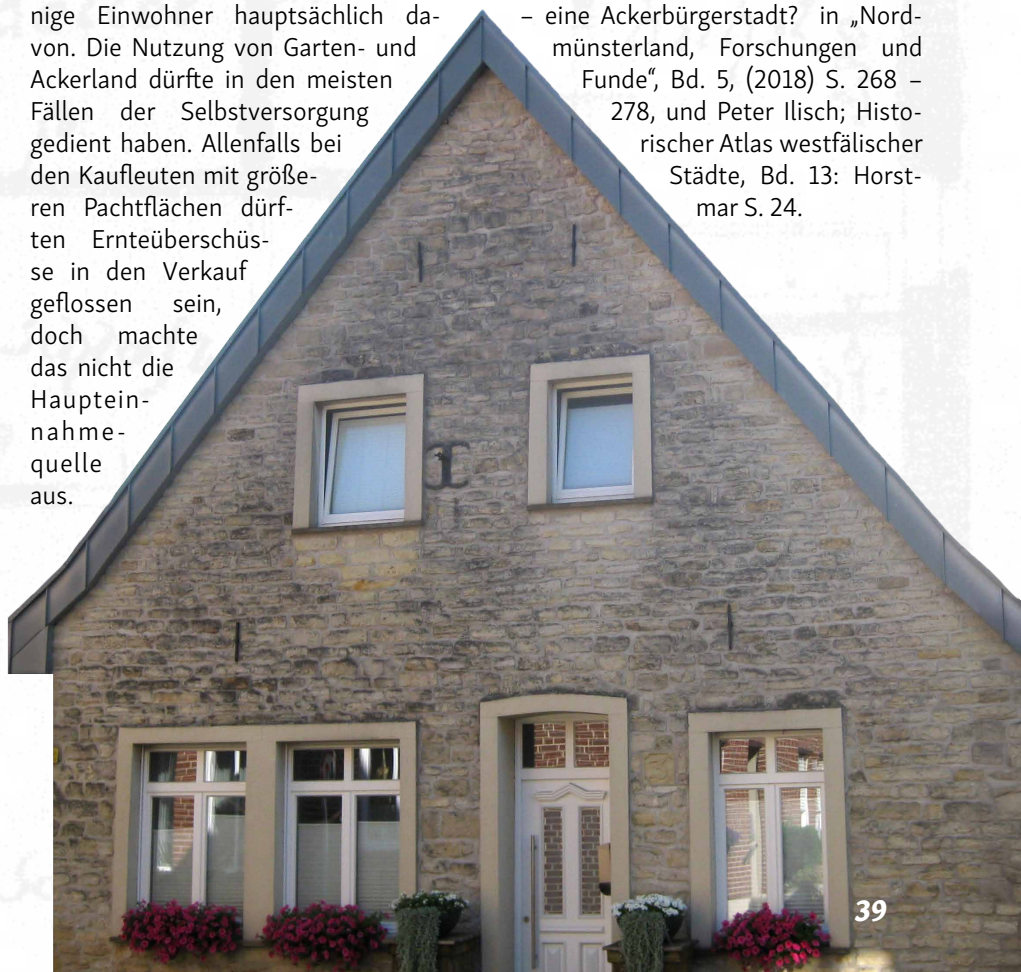 nige Einwohner hauptsächlich da-
von. Die Nutzung von Garten- und
Ackerland dürfte in den meisten
Fällen der Selbstversorgung
gedient haben. Allenfalls bei
den Kaufleuten mit größe-
ren Pachtflächen dürf-
ten Ernteüberschüs-
se in den Verkauf
geflossen sein,
doch machte
das nicht die
Hauptein-
nahme-
quelle
aus.
– eine Ackerbürgerstadt? in „Nord-
münsterland, Forschungen und
Funde“, Bd. 5, (2018) S. 268 –
278, und Peter Ilisch; Histo-
rischer Atlas westfälischer
Städte, Bd. 13: Horst-
mar S. 24.
39